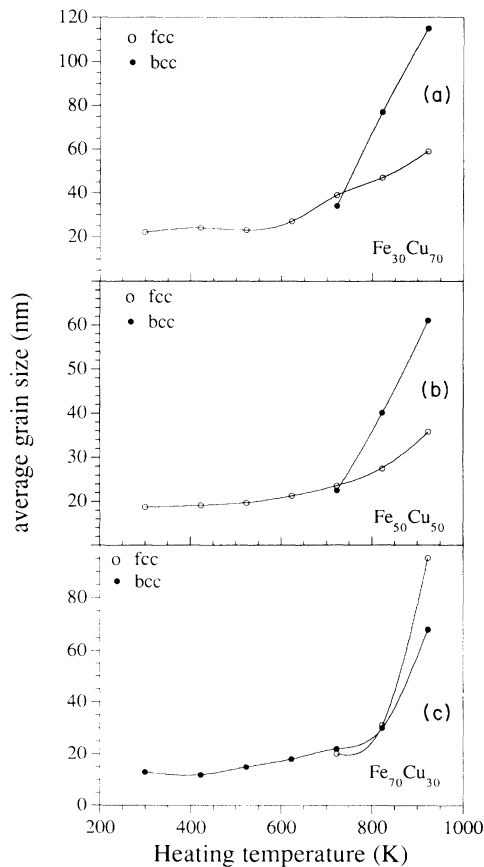 120
100
80
60
40
20
fcc
bcc
(a)
Fe30Cu70
60
50
40
30
20
fcc
bcc
(b)
Fe50Cu50
80
60
40
20
0
fcc
bcc
(c)
Fe70Cu30
average grain size (nm)
200 400 600 800 1000
Heating temperature (K)